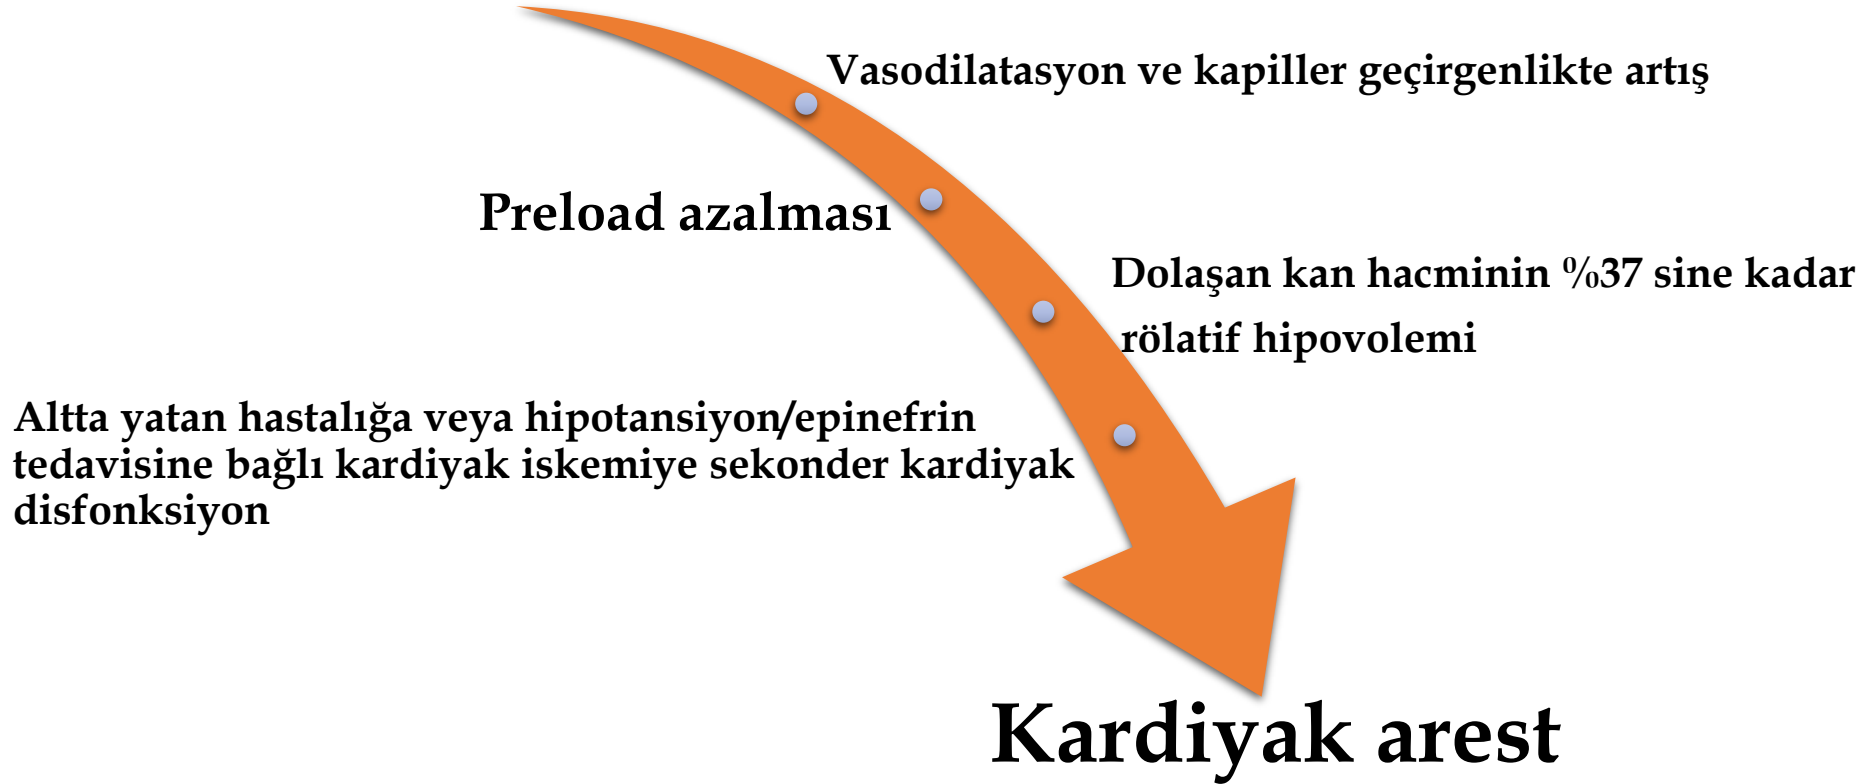 Vasodilatasyon ve kapiller geçirgenlikte artış
Preload azalması
Dolaşan kan hacminin %37 sine kadar
rölatif hipovolemi
Altta yatan hastalığa veya hipotansiyon/epinefrin
tedavisine bağlı kardiyak iskemiye sekonder kardiyak
disfonksiyon
Kardiyak arest